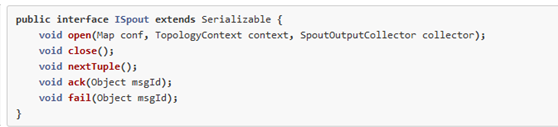 public interface ISpout extends Serializable {
    void open(Map conf, TopologyContext context, SpoutOutputCollector collector);
    void close();
    void nextTuple();
    void ack(Object msgId);
    void fail(Object msgId);
}